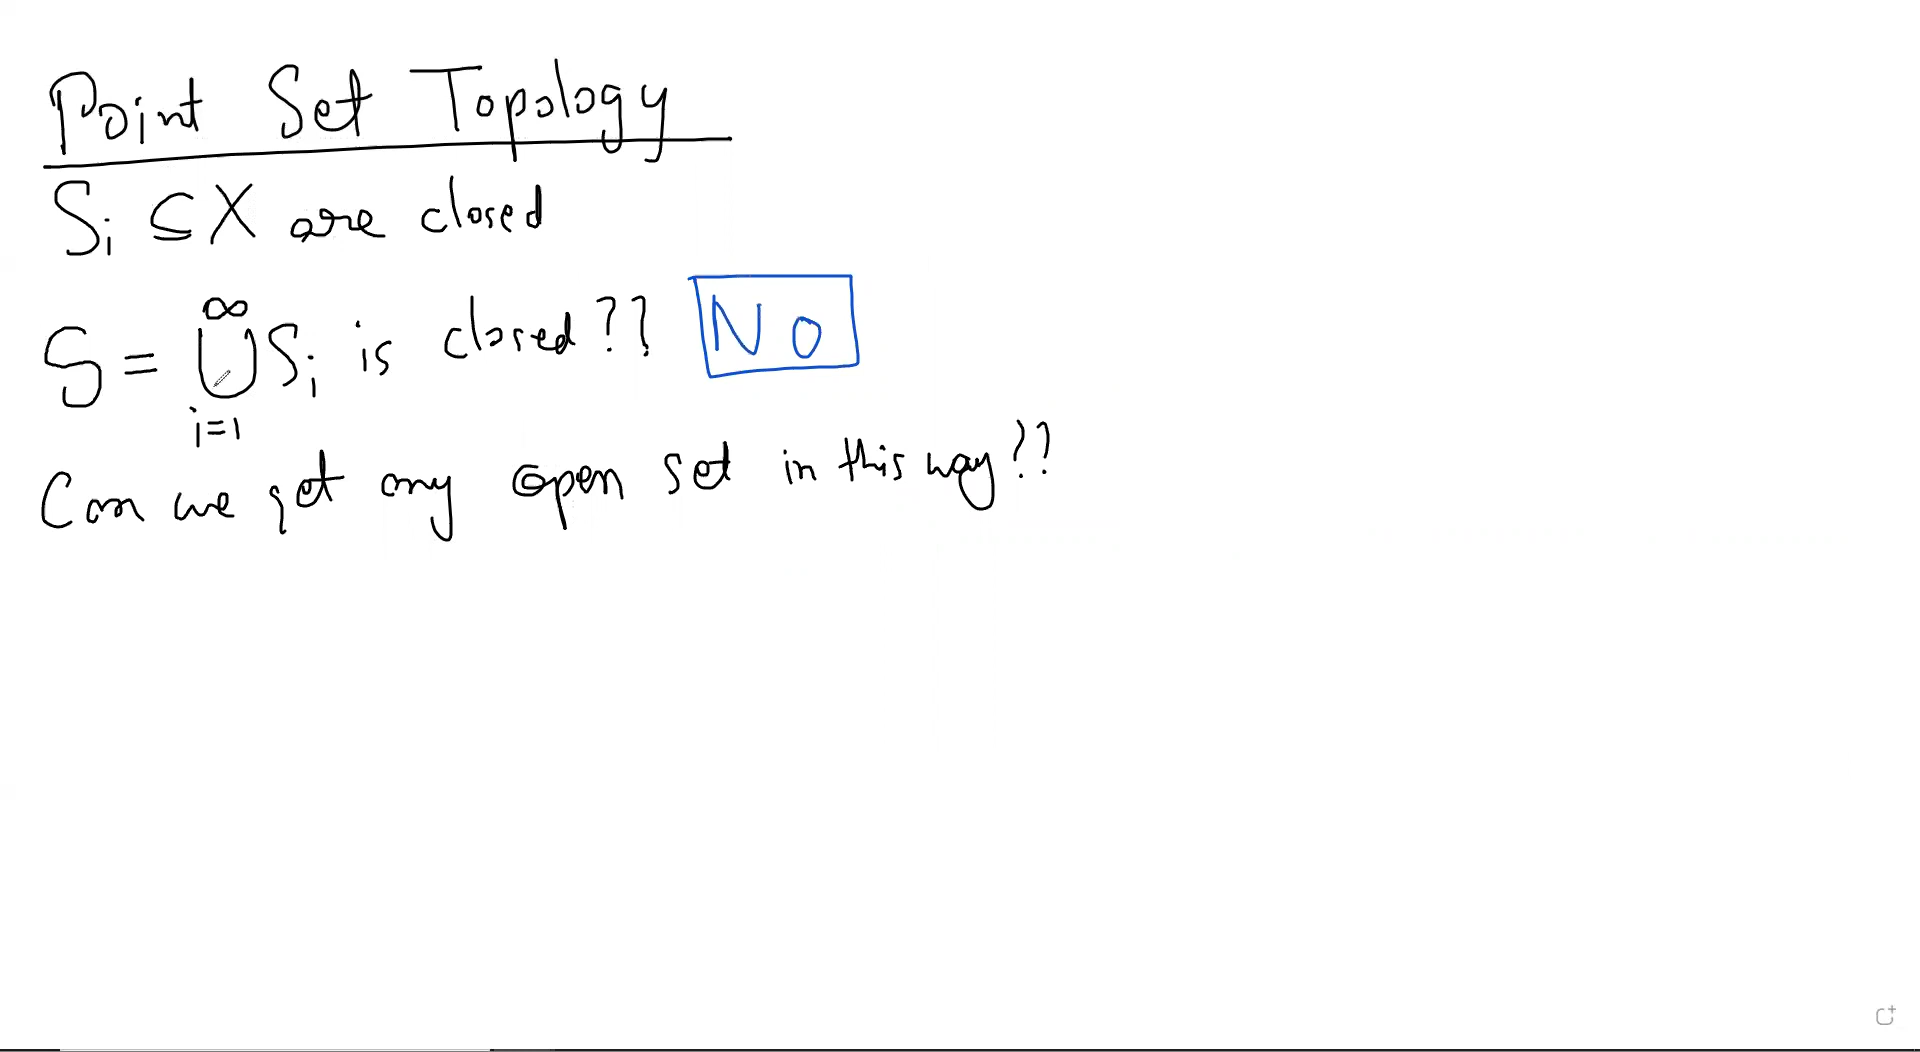 Point Set Topology
Si ⊆ X are closed
S = ∞ ⋃ i=1 Si is closed?? No
Can we get any open set in this way??